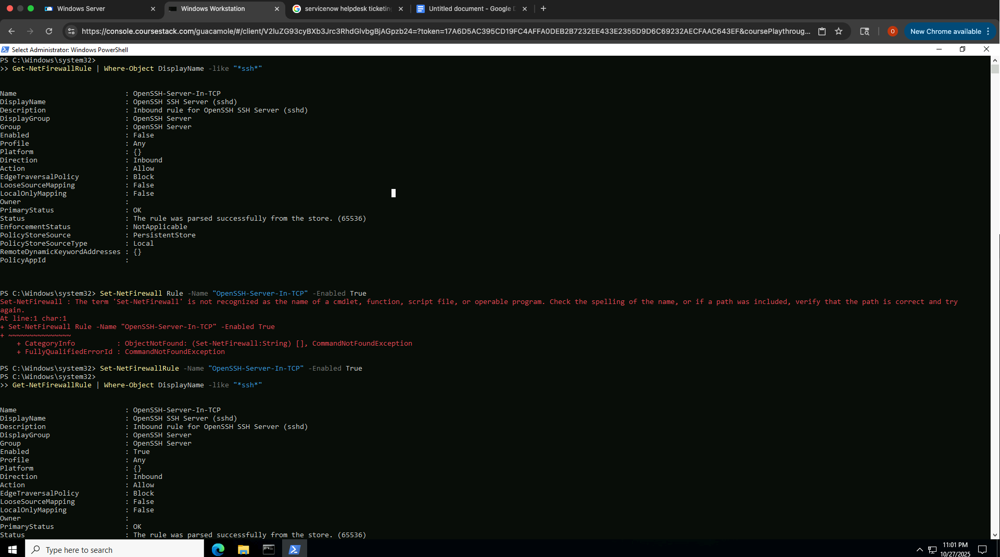 Windows Server
Windows Workstation
servicenow helpdesk ticketin
Untitled document - Google D
https://console.coursestack.com/guacamole/#/client/V2luZG93cyBXb3Jrc3RhdGlvbgBjAGpzb24=?token=17A6D5AC395CD19FC4AFFA0DEB2B7232EE433E2355D9D6C69232AECFAAC643EF&coursePlaythroug...
O
New Chrome available
Select Administrator: Windows PowerShell
PS C:\Windows\system32>
>> Get-NetFirewallRule | Where-Object DisplayName -like "*ssh*"
Name : OpenSSH-Server-In-TCP
DisplayName : OpenSSH SSH Server (sshd)
Description : Inbound rule for OpenSSH SSH Server (sshd)
DisplayGroup : OpenSSH Server
Group : OpenSSH Server
Enabled : False
Profile : Any
Platform : {}
Direction : Inbound
Action : Allow
EdgeTraversalPolicy : Block
LooseSourceMapping : False
LocalOnlyMapping : False
Owner :
PrimaryStatus : OK
Status : The rule was parsed successfully from the store. (65536)
EnforcementStatus : NotApplicable
PolicyStoreSource : PersistentStore
PolicyStoreSourceType : Local
RemoteDynamicKeywordAddresses : {}
PolicyAppId :
PS C:\Windows\system32> Set-NetFirewall Rule -Name "OpenSSH-Server-In-TCP" -Enabled True
Set-NetFirewall : The term 'Set-NetFirewall' is not recognized as the name of a cmdlet, function, script file, or operable program. Check the spelling of the name, or if a path was included, verify that the path is correct and try
again.
At line:1 char:1
+ Set-NetFirewall Rule -Name "OpenSSH-Server-In-TCP" -Enabled True
+ ~~~~~~~~~~~~~~~
+ CategoryInfo : ObjectNotFound: (Set-NetFirewall:String) [], CommandNotFoundException
+ FullyQualifiedErrorId : CommandNotFoundException
PS C:\Windows\system32> Set-NetFirewallRule -Name "OpenSSH-Server-In-TCP" -Enabled True
PS C:\Windows\system32>
>> Get-NetFirewallRule | Where-Object DisplayName -like "*ssh*"
Name : OpenSSH-Server-In-TCP
DisplayName : OpenSSH SSH Server (sshd)
Description : Inbound rule for OpenSSH SSH Server (sshd)
DisplayGroup : OpenSSH Server
Group : OpenSSH Server
Enabled : True
Profile : Any
Platform : {}
Direction : Inbound
Action : Allow
EdgeTraversalPolicy : Block
LooseSourceMapping : False
LocalOnlyMapping : False
Owner :
PrimaryStatus : OK
Status : The rule was parsed successfully from the store. (65536)
Type here to search
11:01 PM
10/27/2025